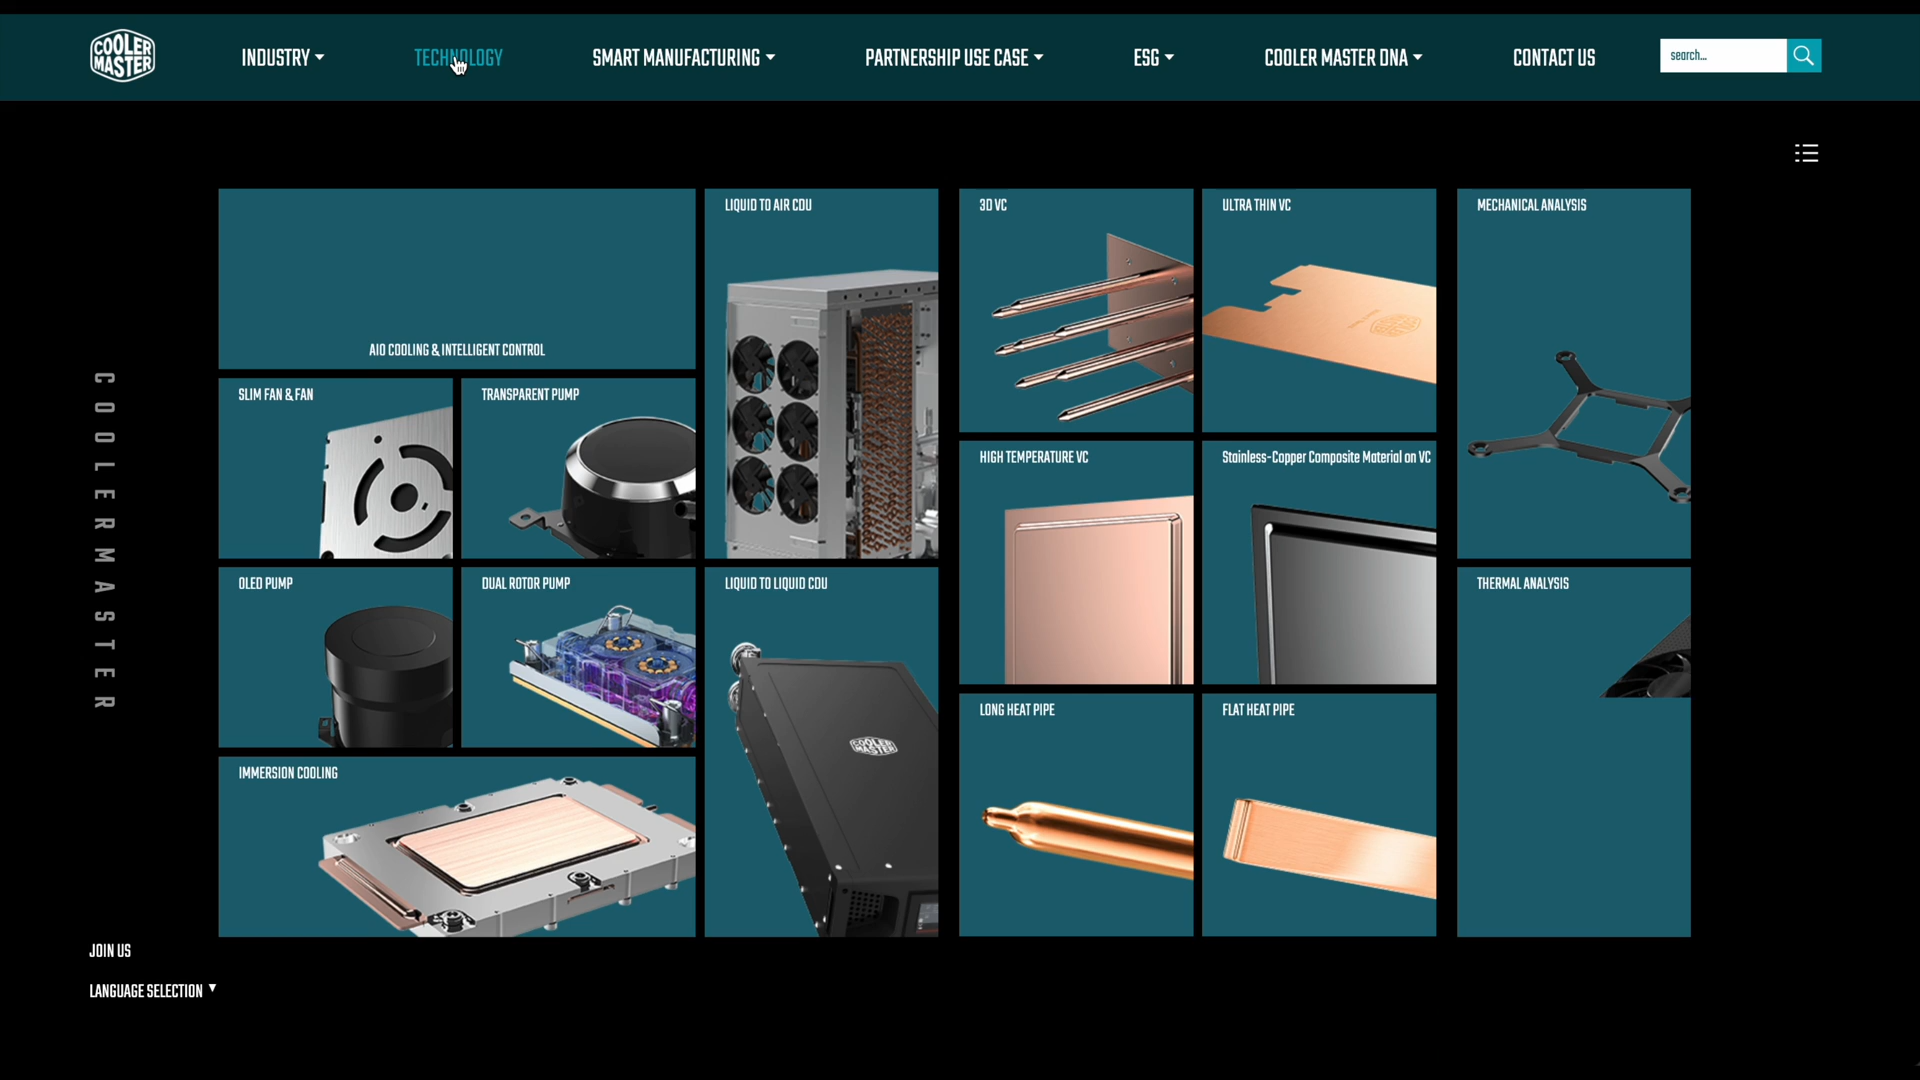 COOLER
MASTER
INDUSTRY
TECHNOLOGY
SMART MANUFACTURING
PARTNERSHIP USE CASE
ESG
COOLER MASTER DNA
CONTACT US
search...
COOLERMASTER
AIO COOLING & INTELLIGENT CONTROL
SLIM FAN & FAN
TRANSPARENT PUMP
OLED PUMP
DUAL ROTOR PUMP
IMMERSION COOLING
LIQUID TO AIR CDU
LIQUID TO LIQUID CDU
COOLER
MASTER
3D VC
ULTRA THIN VC
HIGH TEMPERATURE VC
Stainless-Copper Composite Material on VC
LONG HEAT PIPE
FLAT HEAT PIPE
MECHANICAL ANALYSIS
THERMAL ANALYSIS
JOIN US
LANGUAGE SELECTION